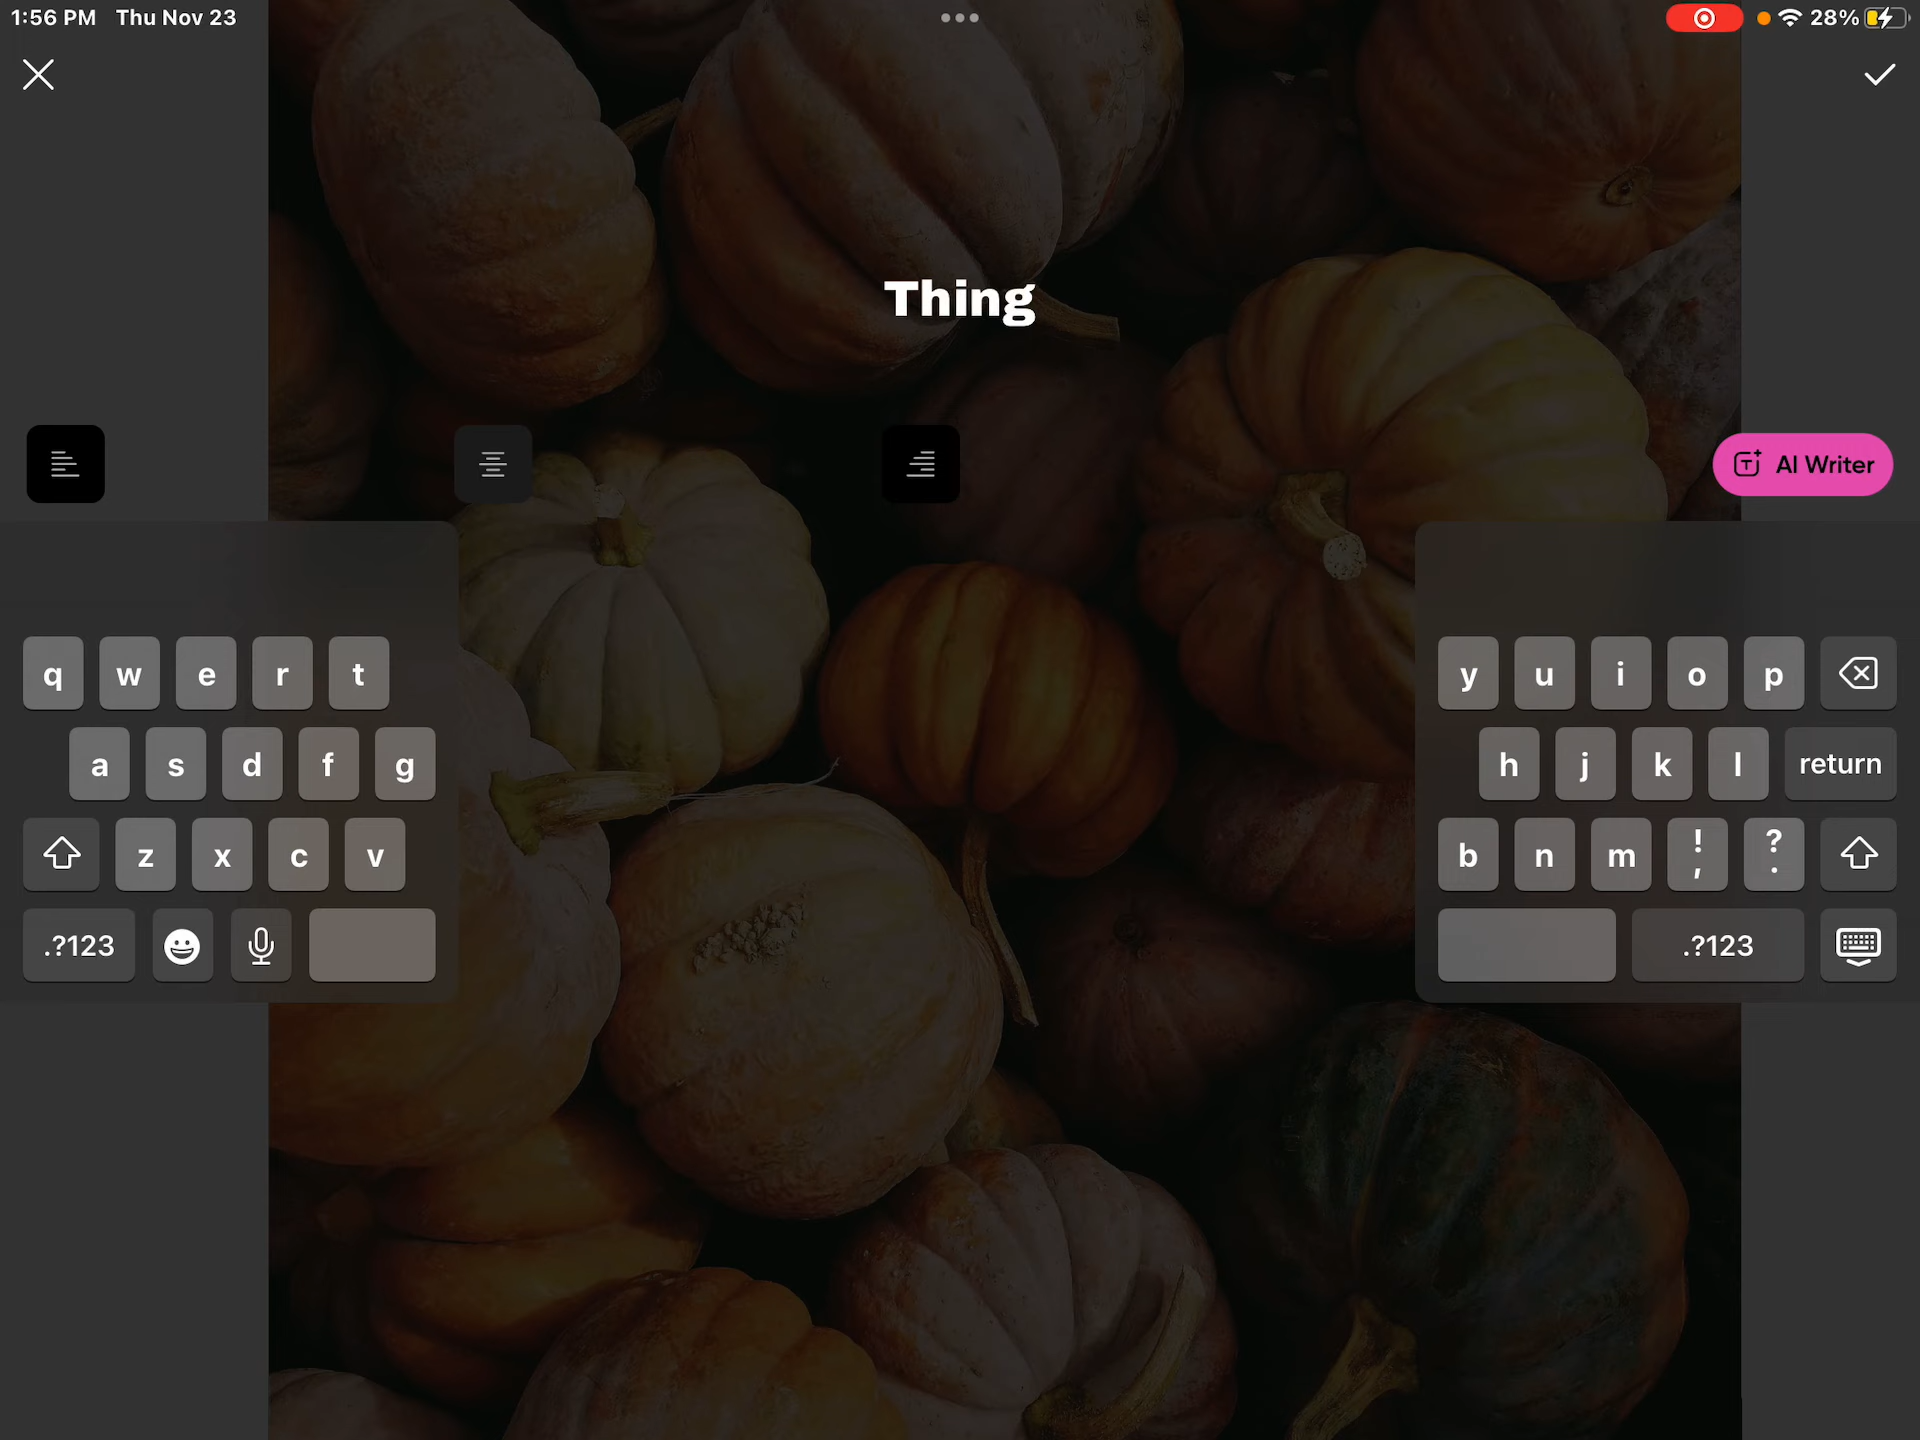 1:56 PM Thu Nov 23
28%
Thing
AI Writer
q w e r t
y u i o p
a s d f g
h j k l return
z x c v
b n m ! , ? .
.?123
.?123